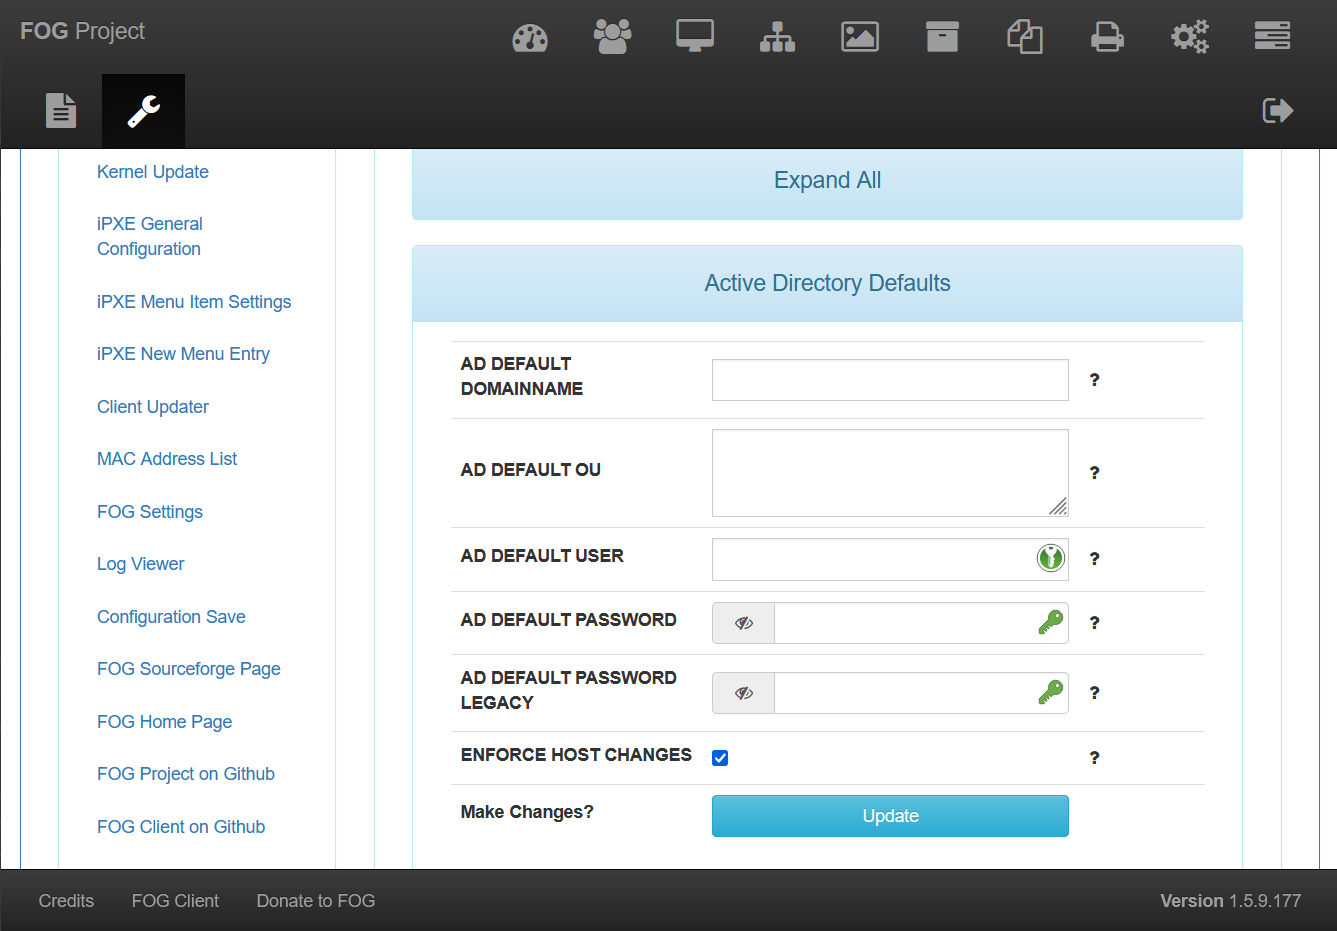 FOG Project
Kernel Update
iPXE General
Configuration
iPXE Menu Item Settings
iPXE New Menu Entry
Client Updater
MAC Address List
FOG Settings
Log Viewer
Configuration Save
FOG Sourceforge Page
FOG Home Page
FOG Project on Github
FOG Client on Github
Expand All
Active Directory Defaults
AD DEFAULT
DOMAINNAME
?
AD DEFAULT OU
?
AD DEFAULT USER
?
AD DEFAULT PASSWORD
?
AD DEFAULT PASSWORD
LEGACY
?
ENFORCE HOST CHANGES
?
Make Changes?
Update
Credits
FOG Client
Donate to FOG
Version 1.5.9.177